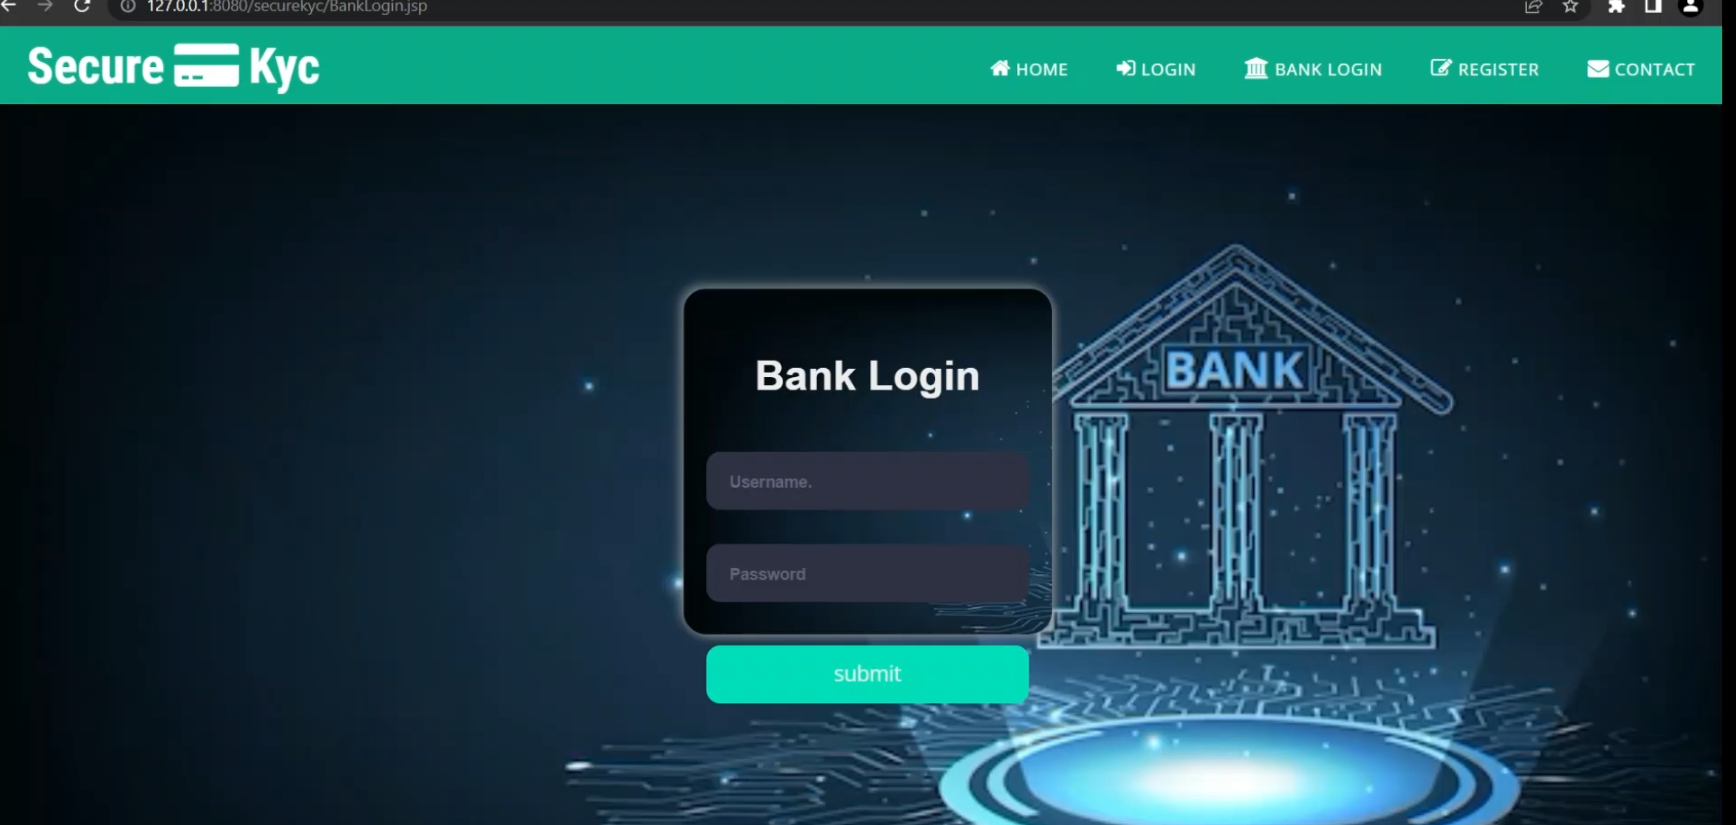 127.0.0.1:8080/securekyc/BankLogin.jsp
Secure Kyc
HOME LOGIN BANK LOGIN REGISTER CONTACT
BANK
Bank Login
Username.
Password
submit